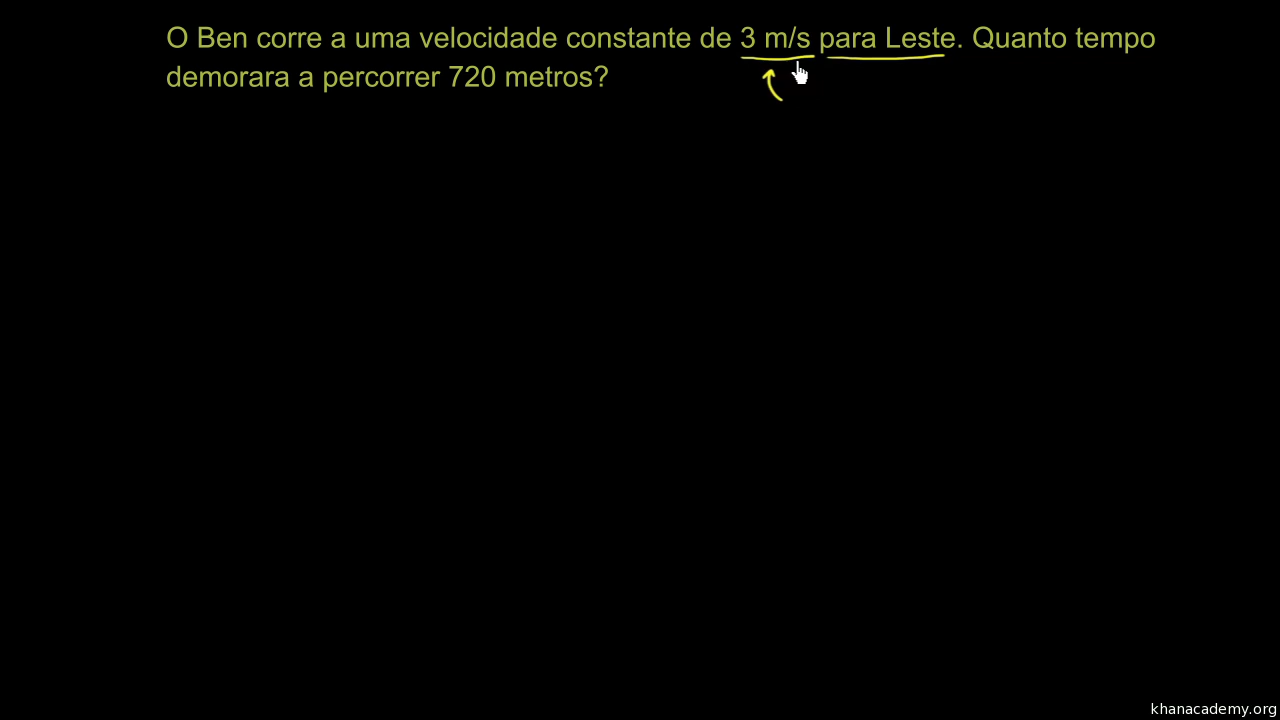 O Ben corre a uma velocidade constante de 3 m/s para Leste. Quanto tempo
demorara a percorrer 720 metros?
khanacademy.org